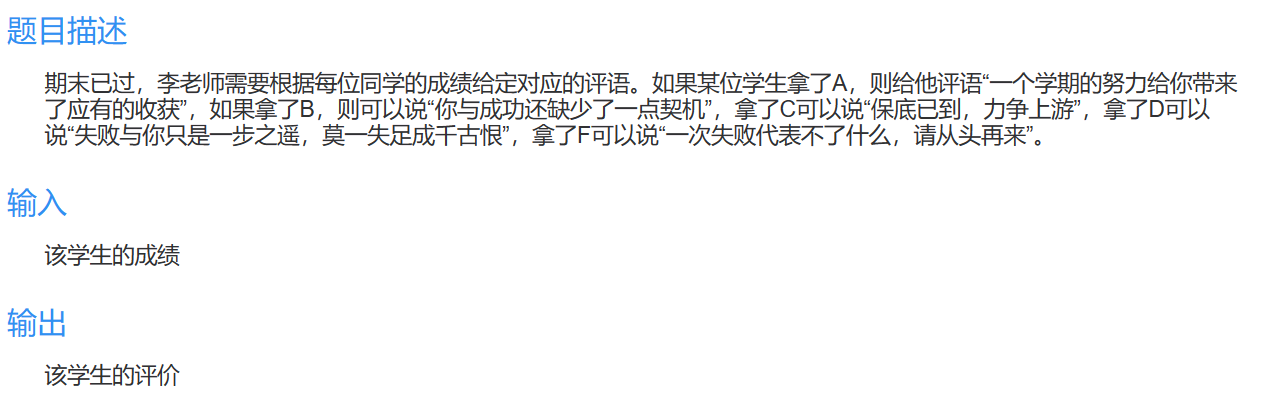 题目描述
期末已过，李老师需要根据每位同学的成绩给定对应的评语。如果某位学生拿了A，则给他评语“一个学期的努力给你带来
了应有的收获”，如果拿了B，则可以说“你与成功还缺少了一点契机”，拿了C可以说“保底已到，力争上游”，拿了D可以
说“失败与你只是一步之遥，莫一失足成千古恨”，拿了F可以说“一次失败代表不了什么，请从头再来”。
输入
该学生的成绩
输出
该学生的评价